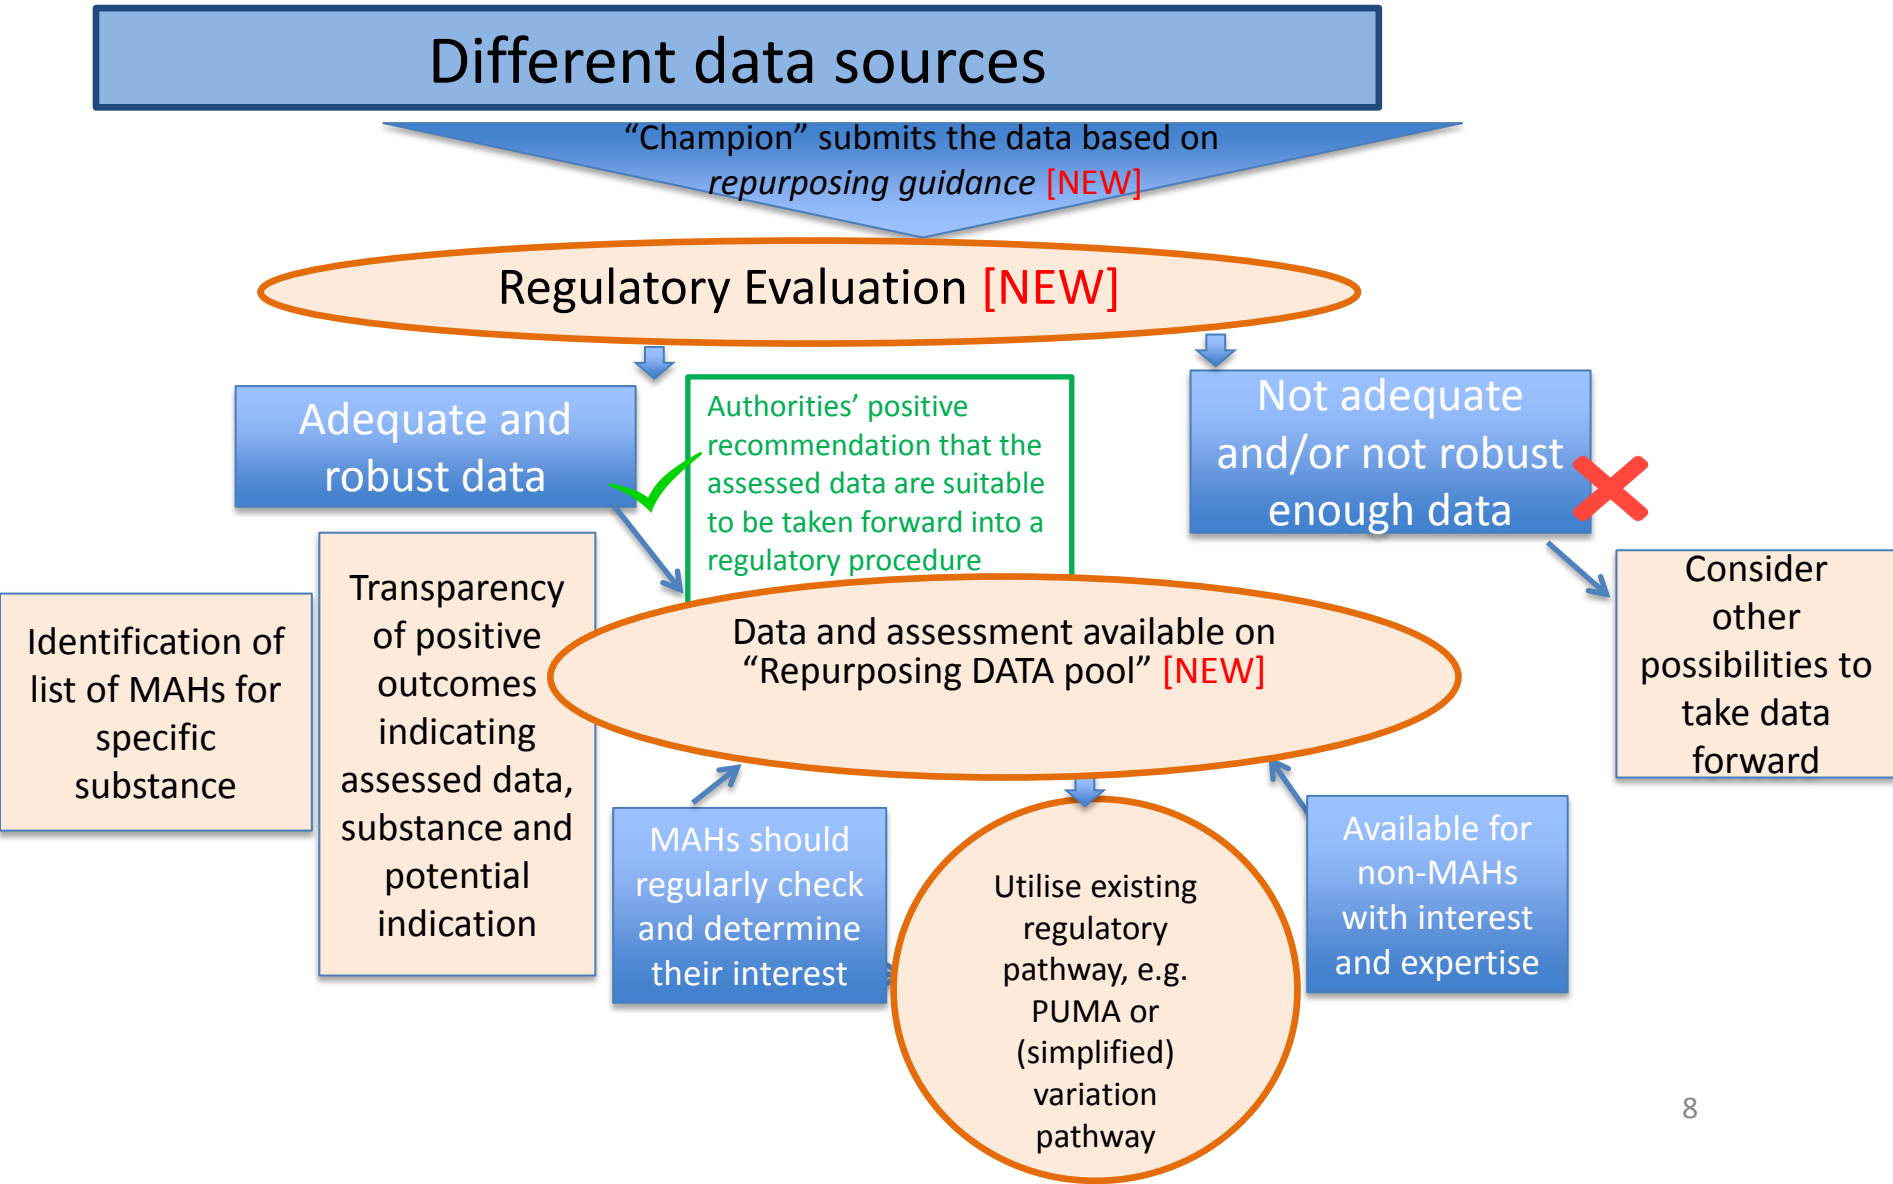 Different data sources
“Champion” submits the data based on
repurposing guidance [NEW]
Regulatory Evaluation [NEW]
Adequate and
robust data
Authorities’ positive
recommendation that the
assessed data are suitable
to be taken forward into a
regulatory procedure
Not adequate
and/or not robust
enough data
Consider
other
possibilities to
take data
forward
Identification of
list of MAHs for
specific
substance
Transparency
of positive
outcomes
indicating
assessed data,
substance and
potential
indication
Data and assessment available on
“Repurposing DATA pool” [NEW]
MAHs should
regularly check
and determine
their interest
Utilise existing
regulatory
pathway, e.g.
PUMA or
(simplified)
variation
pathway
Available for
non-MAHs
with interest
and expertise
8